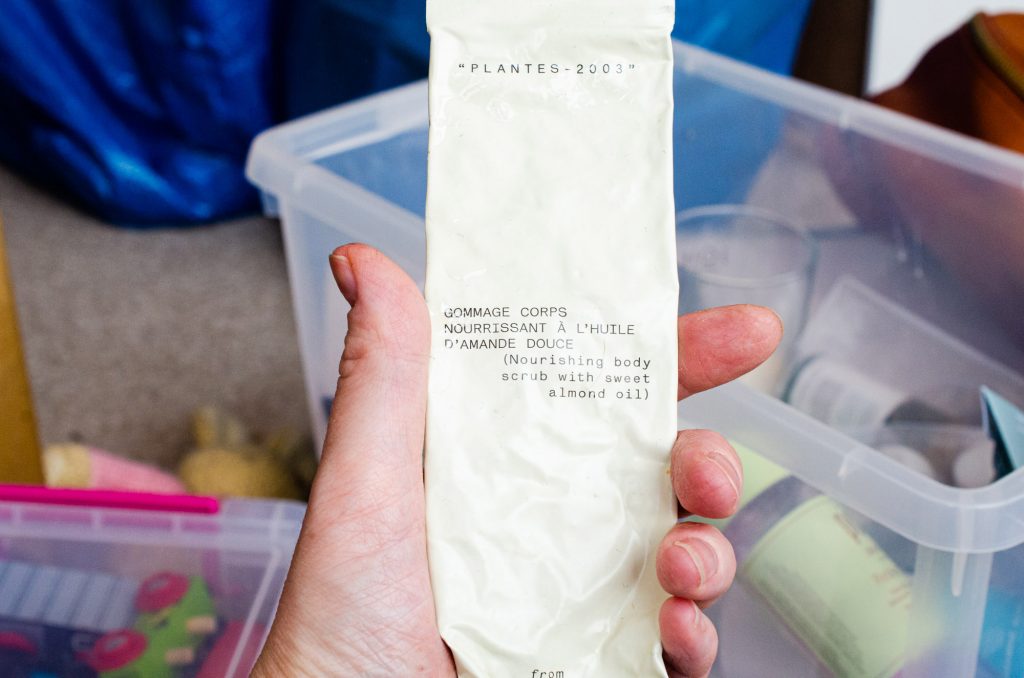 “PLANTES-2003”
GOMMAGE CORPS
NOURRISSANT À L’HUILE
D’AMANDE DOUCE
(Nourishing body
scrub with sweet
almond oil)
from